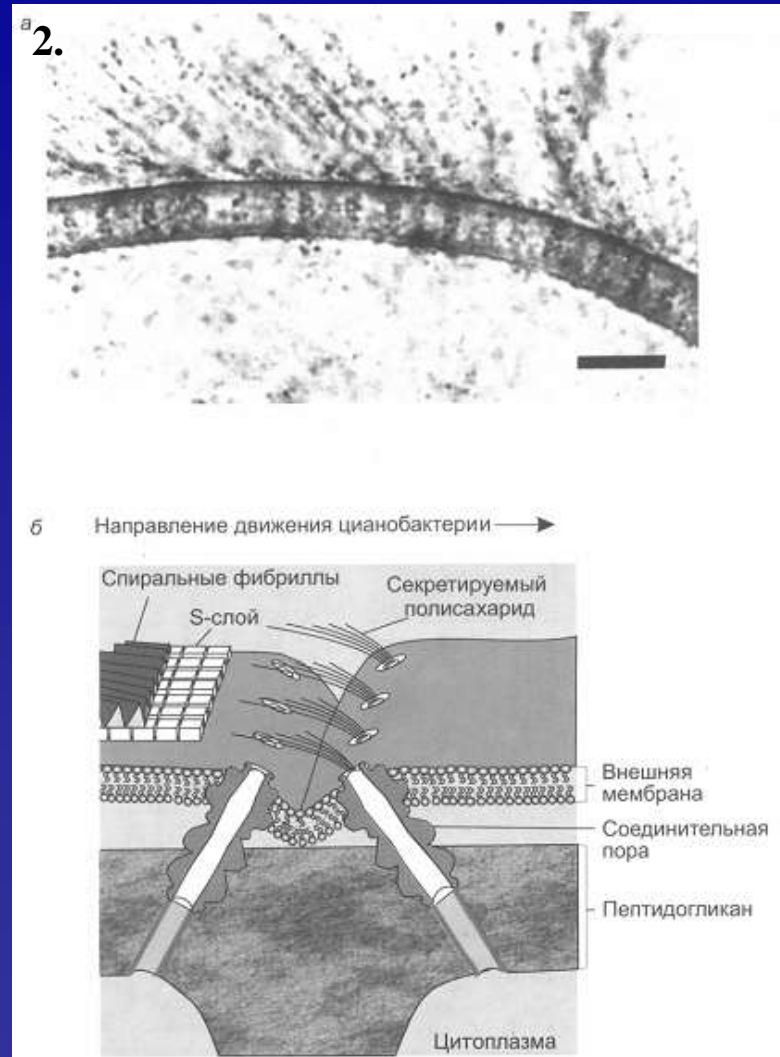 а
2.
б Направление движения цианобактерии
Спиральные фибриллы
S-слой
Секретируемый
полисахарид
Внешняя
мембрана
Соединительная
пора
Пептидогликан
Цитоплазма